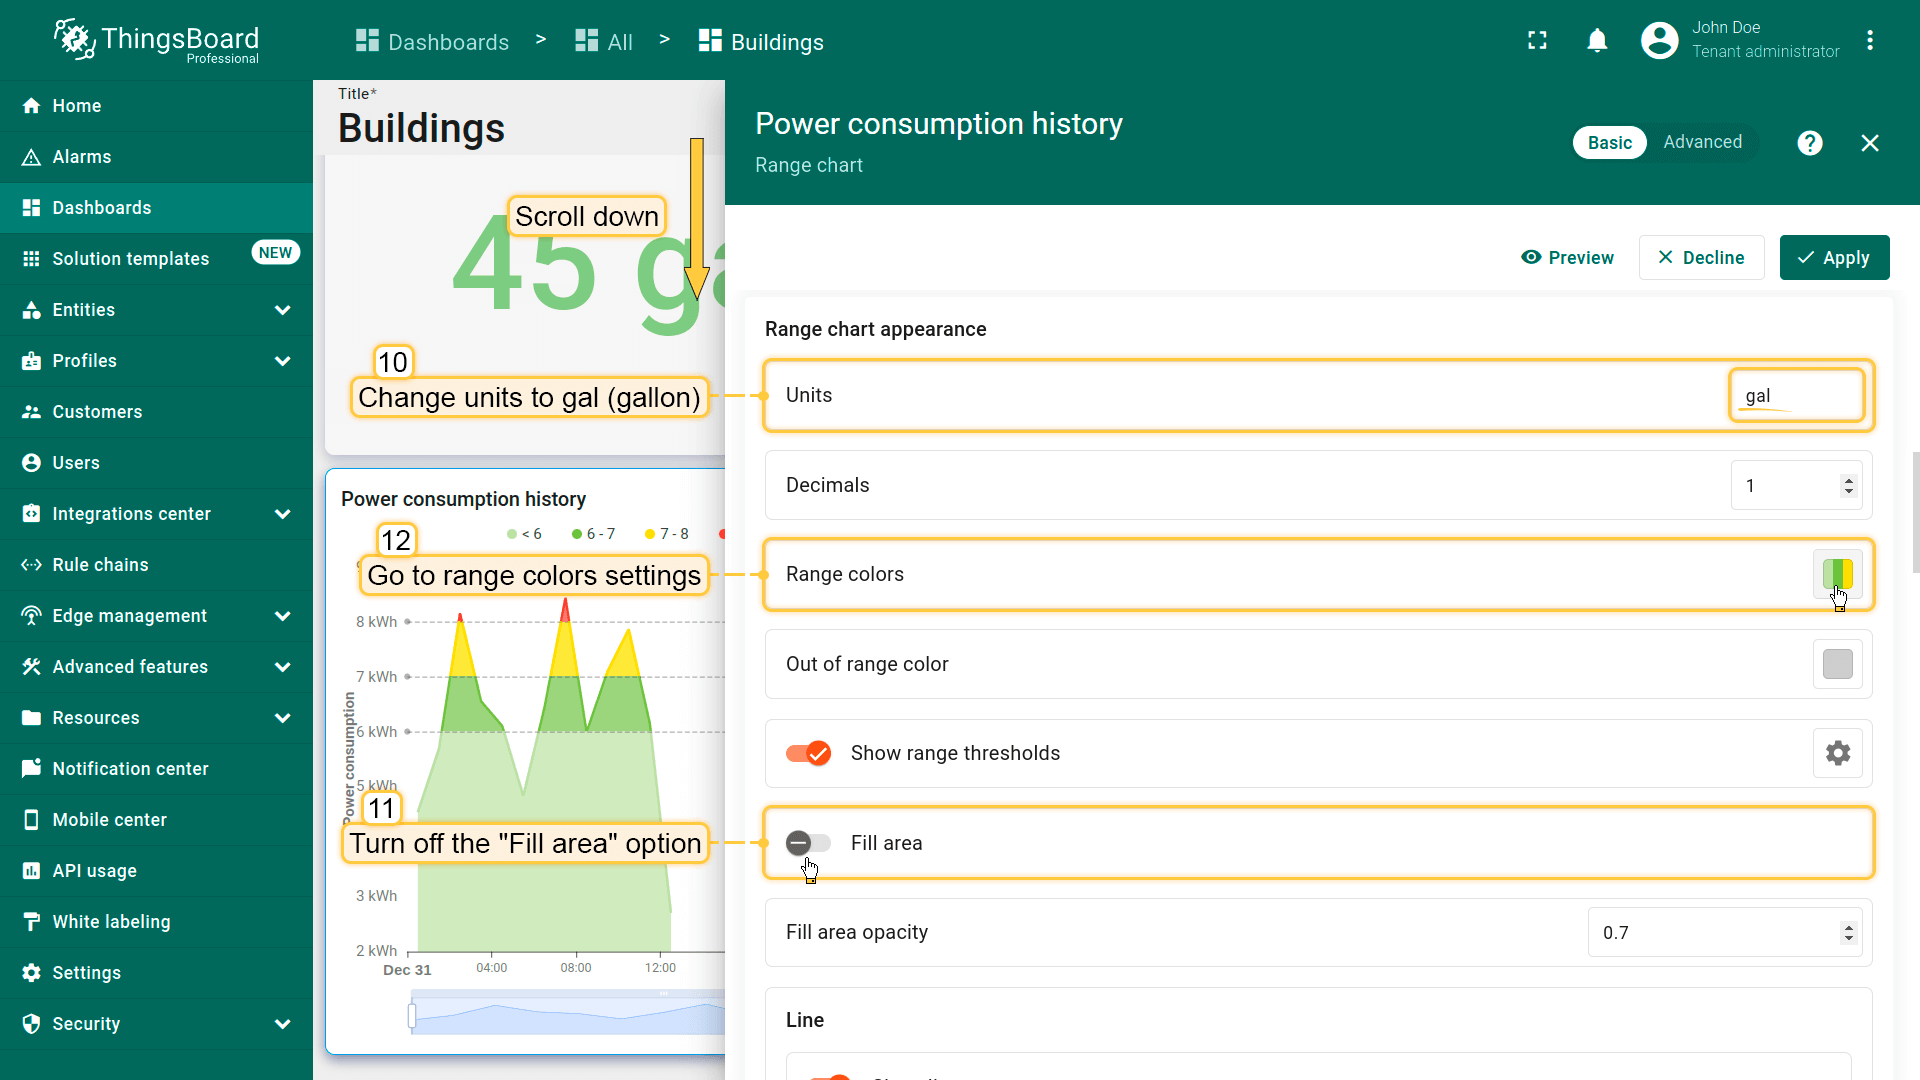 ThingsBoard
Professional
Dashboards > All > Buildings
John Doe
Tenant administrator
Home
Alarms
Dashboards
Solution templates NEW
Entities
Profiles
Customers
Users
Integrations center
Rule chains
Edge management
Advanced features
Resources
Notification center
Mobile center
API usage
White labeling
Settings
Security
Title*
Buildings
Scroll down
45 ga
10
Change units to gal (gallon)
Power consumption history
< 6 6 - 7 7 - 8
12
Go to range colors settings
8 kWh
7 kWh
6 kWh
5 kWh
11
Turn off the "Fill area" option
3 kWh
2 kWh
Power consumption
Dec 31 04:00 08:00 12:00
Power consumption history
Range chart
Basic Advanced
Preview Decline Apply
Range chart appearance
Units gal
Decimals 1
Range colors
Out of range color
Show range thresholds
Fill area
Fill area opacity 0.7
Line